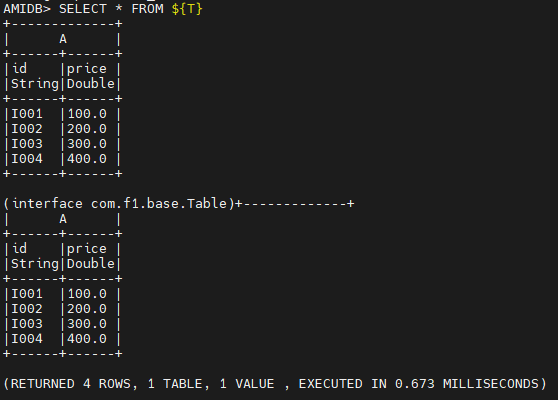 AMIDB> SELECT * FROM ${T}
+-------------+
|      A      |
+------+------+
|id    |price |
|String|Double|
+------+------+
|I001  |100.0 |
|I002  |200.0 |
|I003  |300.0 |
|I004  |400.0 |
+------+------+
(interface com.f1.base.Table)+-------------+
|      A      |
+------+------+
|id    |price |
|String|Double|
+------+------+
|I001  |100.0 |
|I002  |200.0 |
|I003  |300.0 |
|I004  |400.0 |
+------+------+
(RETURNED 4 ROWS, 1 TABLE, 1 VALUE , EXECUTED IN 0.673 MILLISECONDS)